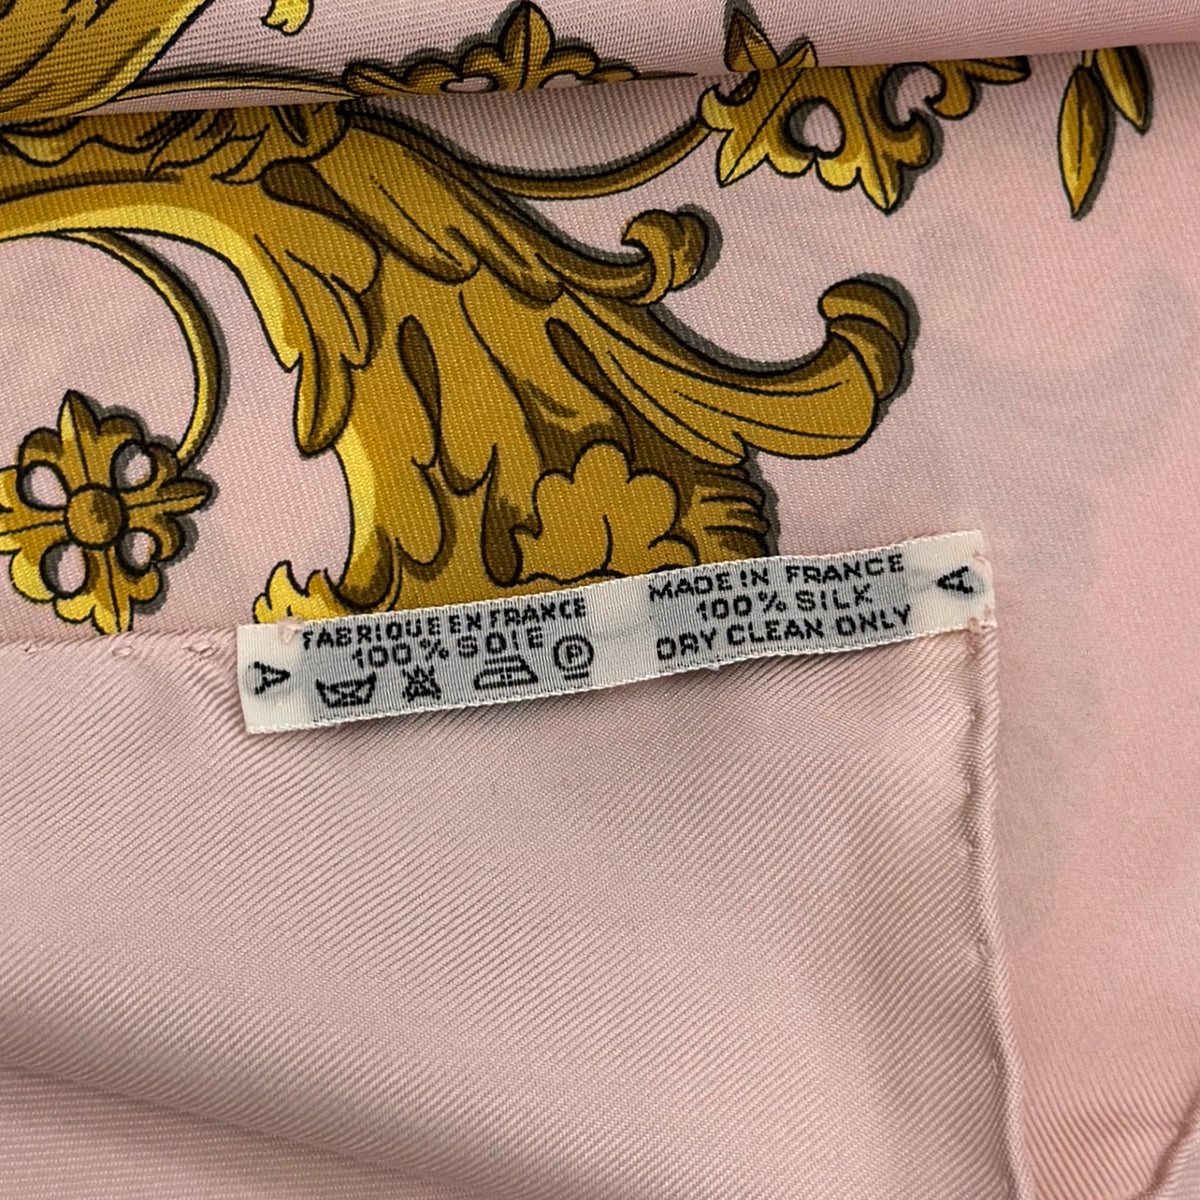 A
FABRIQUE EN FRANCE
100% SOIE
P
MADE IN FRANCE
100% SILK
DRY CLEAN ONLY
A